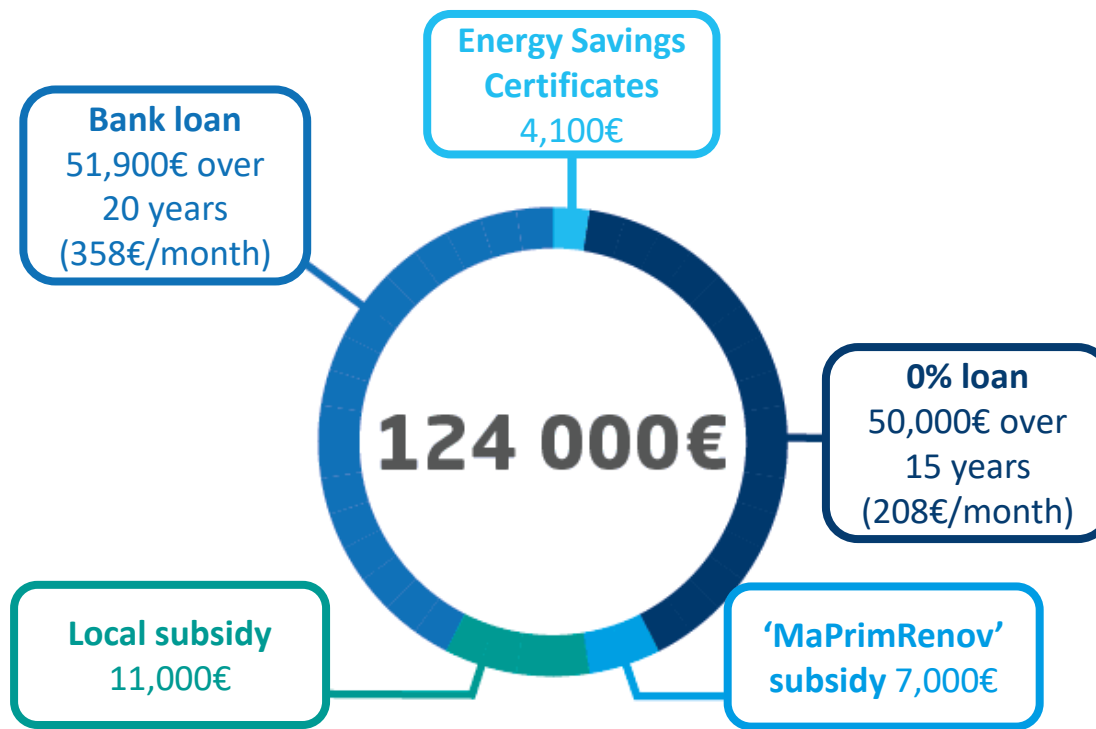 Energy Savings
Certificates
4,100€
Bank loan
51,900€ over
20 years
(358€/month)
124 000€
0% loan
50,000€ over
15 years
(208€/month)
Local subsidy
11,000€
‘MaPrimRenov’
subsidy 7,000€